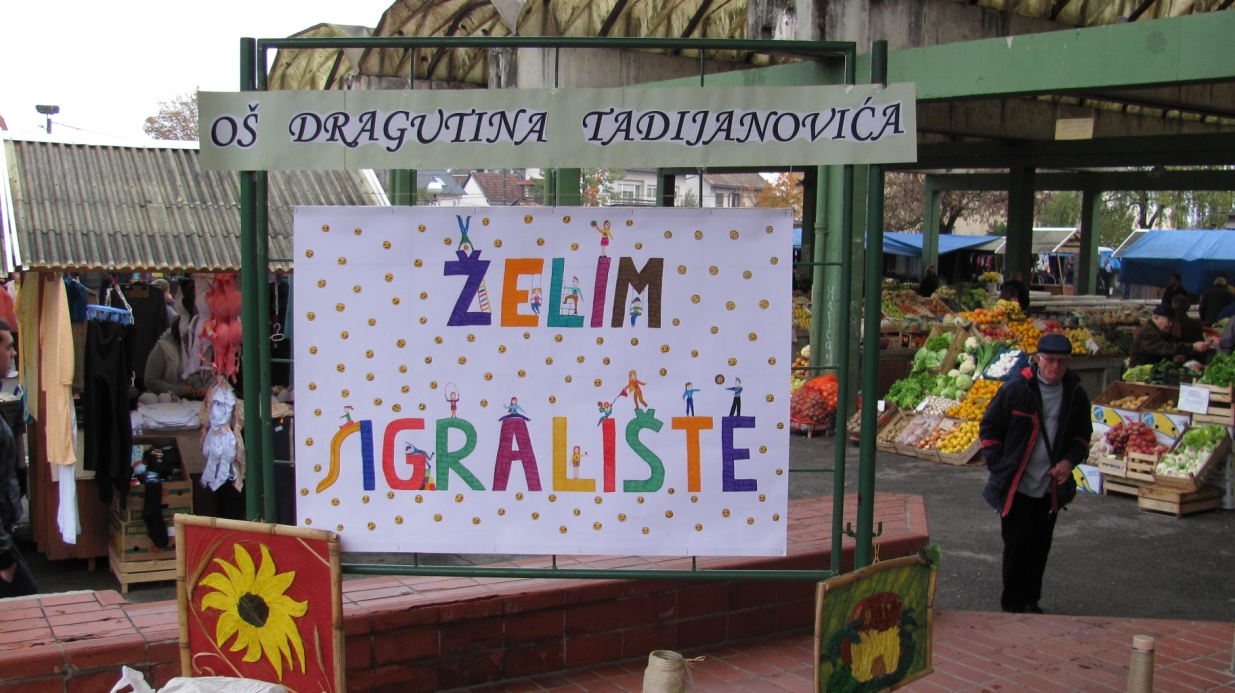 OŠ DRAGUTINA TADIJANOVIĆA
ŽELIM
IGRALIŠTE